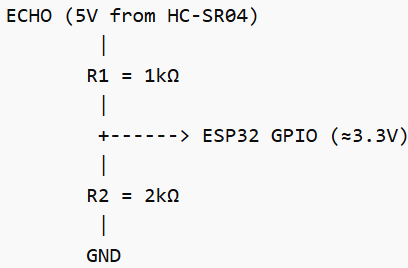 ECHO (5V from HC-SR04)
|
R1 = 1kΩ
|
+------> ESP32 GPIO (≈3.3V)
|
R2 = 2kΩ
|
GND